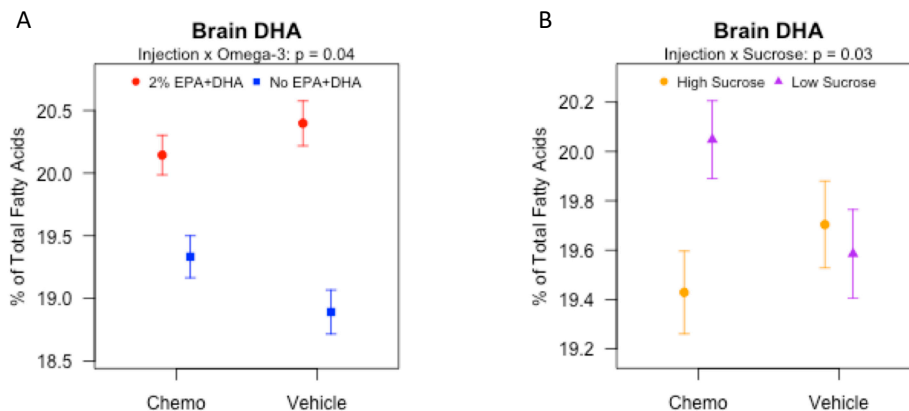 A
Brain DHA
Injection x Omega-3: p = 0.04
2% EPA+DHA No EPA+DHA
% of Total Fatty Acids
20.5
20.0
19.5
19.0
18.5
Chemo Vehicle
B
Brain DHA
Injection x Sucrose: p = 0.03
High Sucrose Low Sucrose
% of Total Fatty Acids
20.2
20.0
19.8
19.6
19.4
19.2
Chemo Vehicle